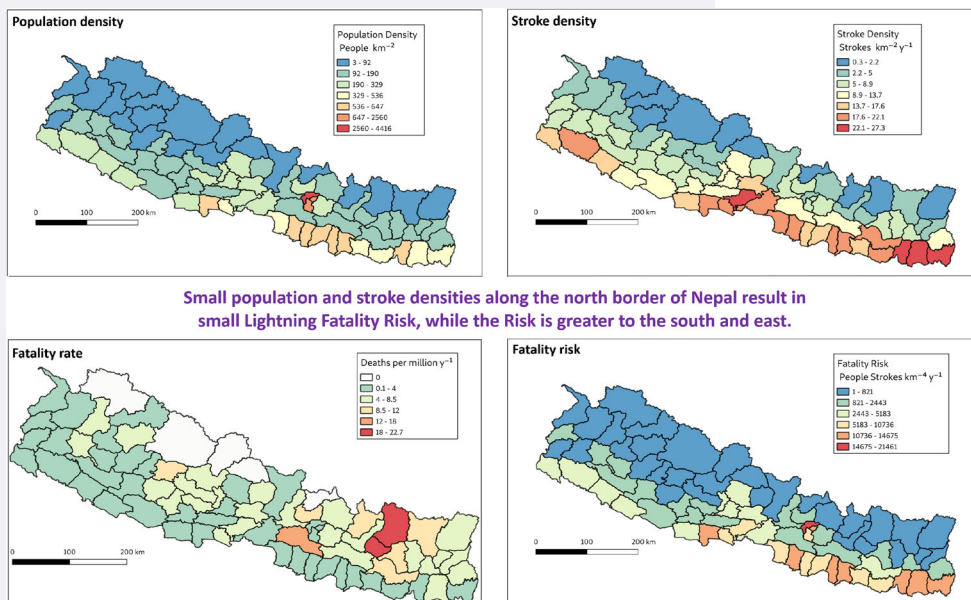 Population density
Population Density
People km⁻²
3 - 92
92 - 190
190 - 329
329 - 536
536 - 647
647 - 2560
2560 - 4416
0 100 200 km
Stroke density
Stroke Density
Strokes km⁻² y⁻¹
0.3 - 2.2
2.2 - 5
5 - 8.9
8.9 - 13.7
13.7 - 17.6
17.6 - 22.1
22.1 - 27.3
0 100 200 km
Small population and stroke densities along the north border of Nepal result in
small Lightning Fatality Risk, while the Risk is greater to the south and east.
Fatality rate
Deaths per million y⁻¹
0
0.1 - 4
4 - 8.5
8.5 - 12
12 - 18
18 - 22.7
0 100 200 km
Fatality risk
Fatality Risk
People Strokes km⁻⁴ y⁻¹
1 - 821
821 - 2443
2443 - 5183
5183 - 10736
10736 - 14675
14675 - 21461
0 100 200 km